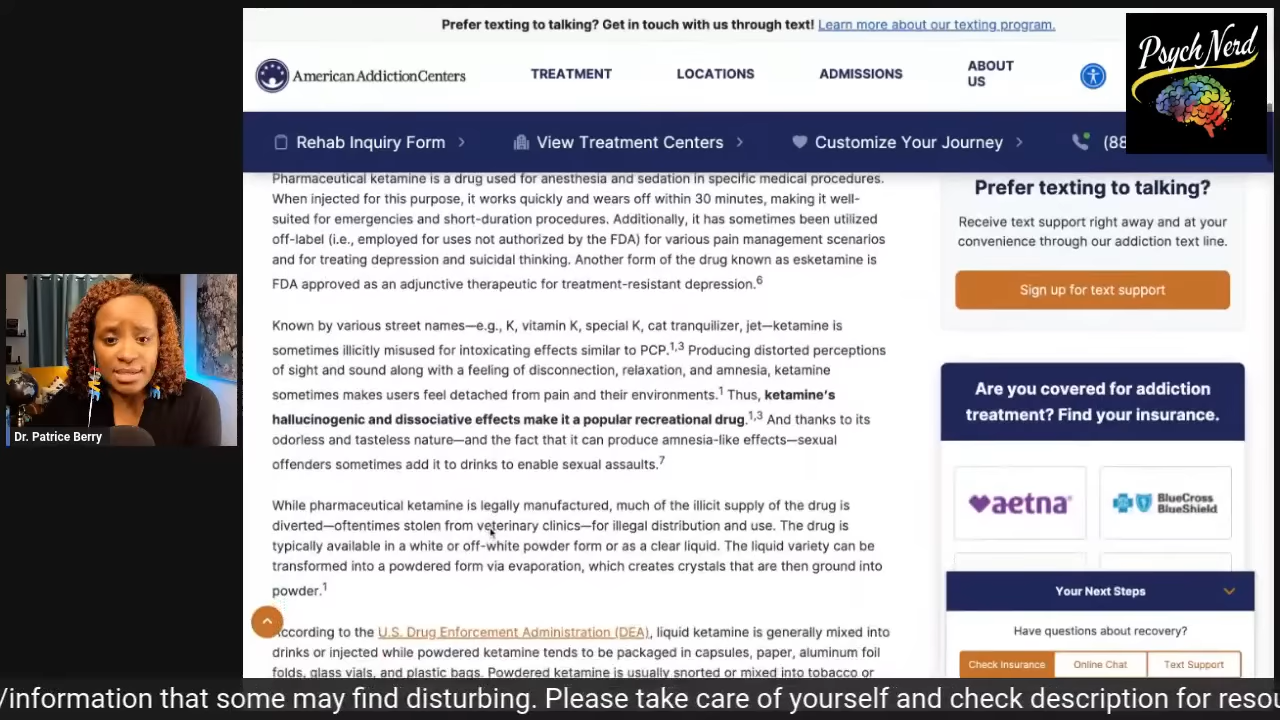 Prefer texting to talking? Get in touch with us through text! Learn more about our texting program.
PsychNerd
AmericanAddictionCenters
TREATMENT
LOCATIONS
ADMISSIONS
ABOUT
US
Rehab Inquiry Form
View Treatment Centers
Customize Your Journey
(88
Pharmaceutical ketamine is a drug used for anesthesia and sedation in specific medical procedures.
When injected for this purpose, it works quickly and wears off within 30 minutes, making it well-
suited for emergencies and short-duration procedures. Additionally, it has sometimes been utilized
off-label (i.e., employed for uses not authorized by the FDA) for various pain management scenarios
and for treating depression and suicidal thinking. Another form of the drug known as esketamine is
FDA approved as an adjunctive therapeutic for treatment-resistant depression.6
Known by various street names—e.g., K, vitamin K, special K, cat tranquilizer, jet—ketamine is
sometimes illicitly misused for intoxicating effects similar to PCP.1,3 Producing distorted perceptions
of sight and sound along with a feeling of disconnection, relaxation, and amnesia, ketamine
sometimes makes users feel detached from pain and their environments.1 Thus, ketamine's
hallucinogenic and dissociative effects make it a popular recreational drug.1,3 And thanks to its
odorless and tasteless nature—and the fact that it can produce amnesia-like effects—sexual
offenders sometimes add it to drinks to enable sexual assaults.7
While pharmaceutical ketamine is legally manufactured, much of the illicit supply of the drug is
diverted—oftentimes stolen from veterinary clinics—for illegal distribution and use. The drug is
typically available in a white or off-white powder form or as a clear liquid. The liquid variety can be
transformed into a powdered form via evaporation, which creates crystals that are then ground into
powder.1
According to the U.S. Drug Enforcement Administration (DEA), liquid ketamine is generally mixed into
drinks or injected while powdered ketamine tends to be packaged in capsules, paper, aluminum foil
folds, glass vials, and plastic bags. Powdered ketamine is usually snorted or mixed into tobacco or
Prefer texting to talking?
Receive text support right away and at your
convenience through our addiction text line.
Sign up for text support
Are you covered for addiction
treatment? Find your insurance.
aetna
BlueCross
BlueShield
Your Next Steps
Have questions about recovery?
Check Insurance
Online Chat
Text Support
Dr. Patrice Berry
/information that some may find disturbing. Please take care of yourself and check description for resou